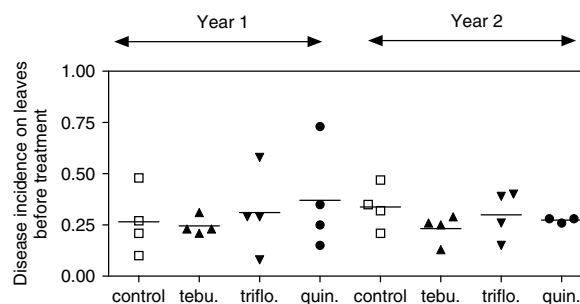 Year 1 Year 2
Disease incidence on leaves
before treatment
1.00
0.75
0.50
0.25
0.00
control tebu. triflo. quin. control tebu. triflo. quin.